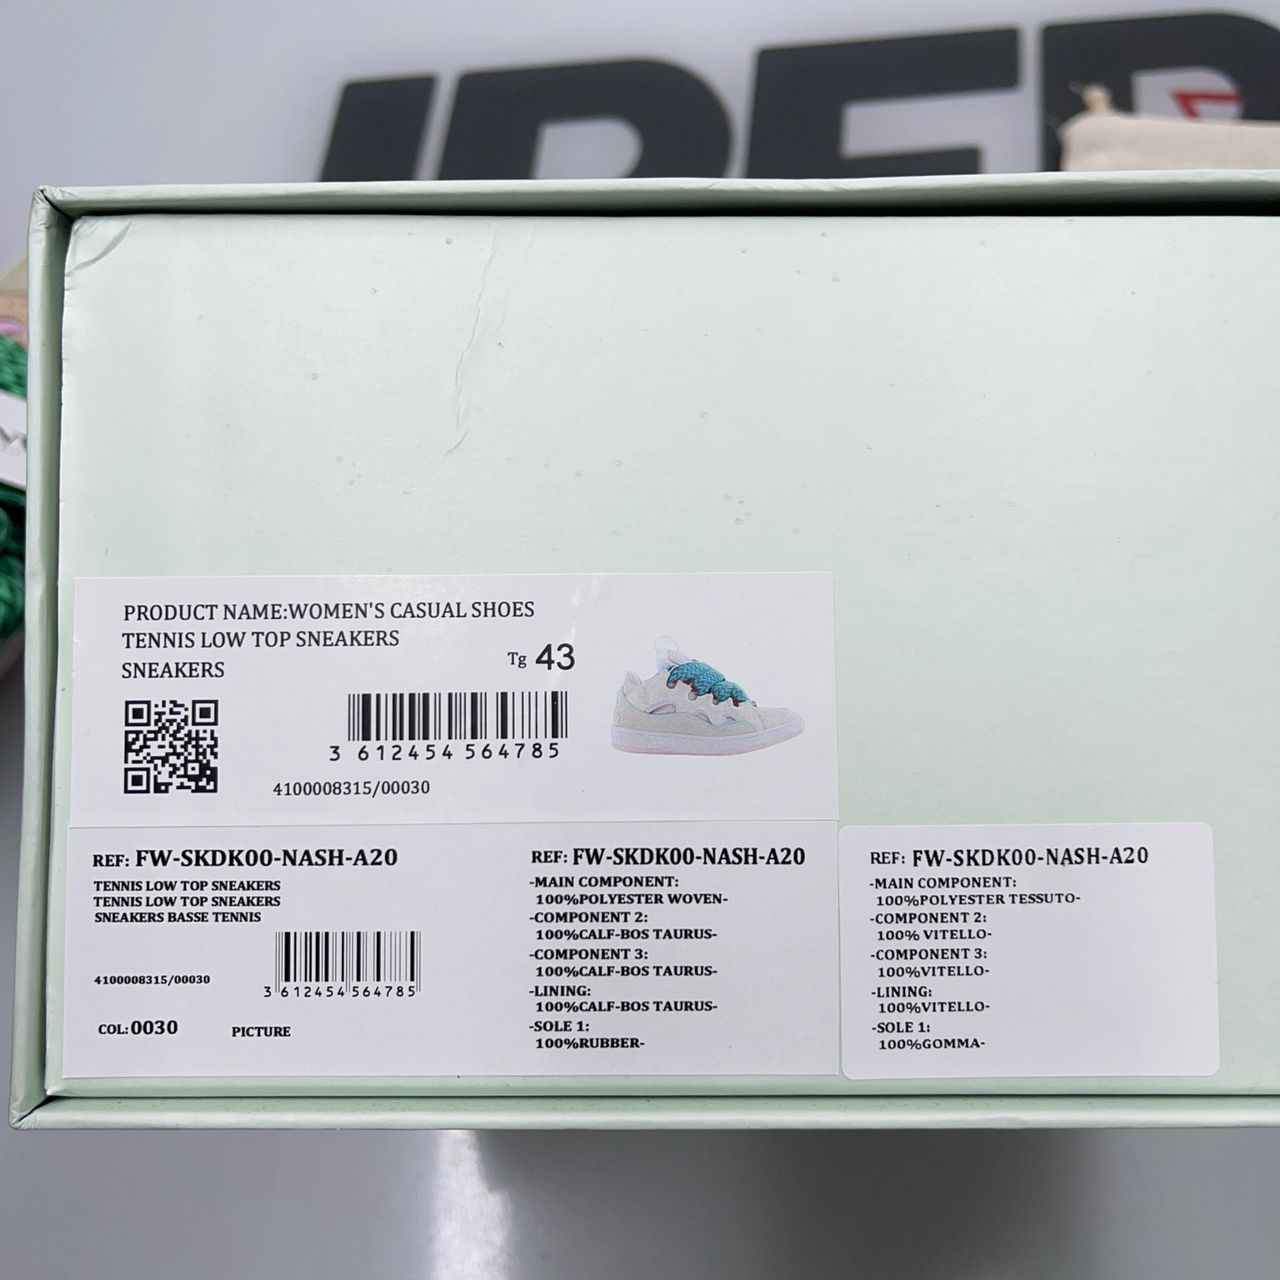 PRODUCT NAME:WOMEN'S CASUAL SHOES
TENNIS LOW TOP SNEAKERS
SNEAKERS
Tg 43
3 612454 564785
4100008315/00030
REF: FW-SKDK00-NASH-A20
TENNIS LOW TOP SNEAKERS
TENNIS LOW TOP SNEAKERS
SNEAKERS BASSE TENNIS
4100008315/00030
3 612454 564785
COL:0030
PICTURE
REF: FW-SKDK00-NASH-A20
-MAIN COMPONENT:
100%POLYESTER WOVEN-
-COMPONENT 2:
100%CALF-BOS TAURUS-
-COMPONENT 3:
100%CALF-BOS TAURUS-
-LINING:
100%CALF-BOS TAURUS-
-SOLE 1:
100%RUBBER-
REF: FW-SKDK00-NASH-A20
-MAIN COMPONENT:
100%POLYESTER TESSUTO-
-COMPONENT 2:
100% VITELLO-
-COMPONENT 3:
100%VITELLO-
-LINING:
100%VITELLO-
-SOLE 1:
100%GOMMA-